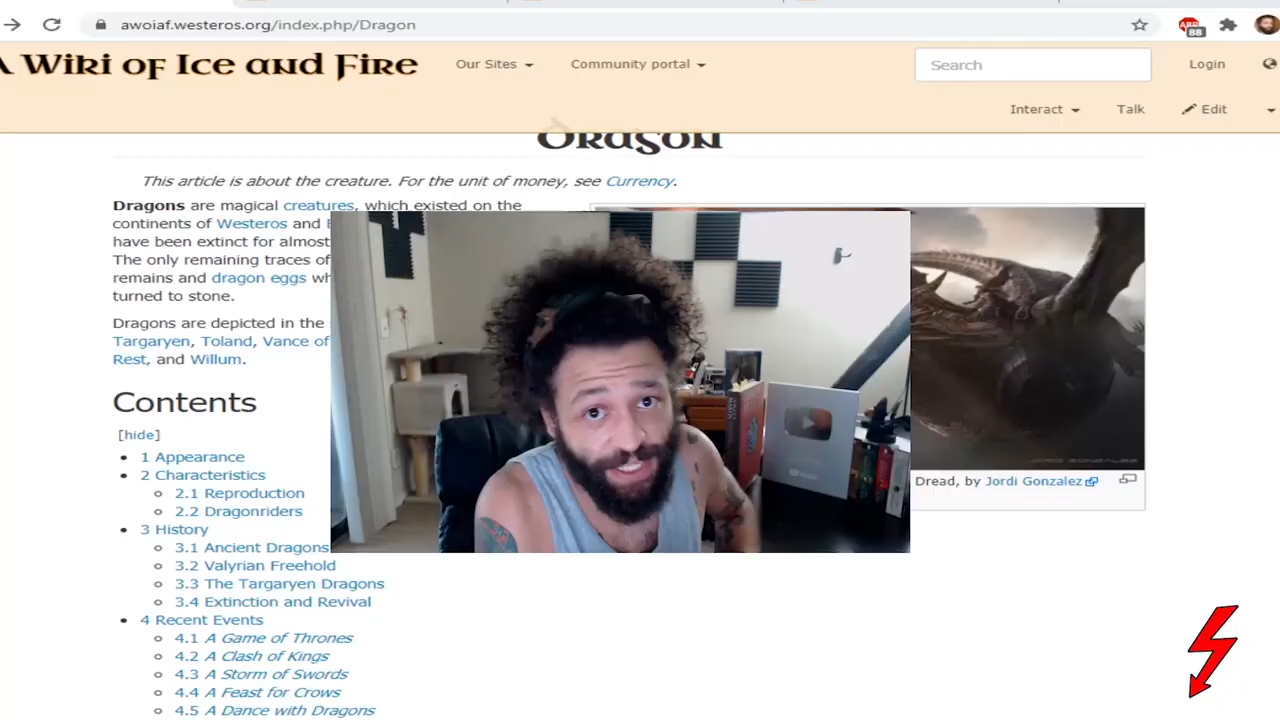 awoiaf.westeros.org/index.php/Dragon
88
A Wiki of Ice and Fire
Our Sites
Community portal
Search
Login
Interact
Talk
Edit
Dragon
This article is about the creature. For the unit of money, see Currency.
Dragons are magical creatures, which existed on the
continents of Westeros and
have been extinct for almost
The only remaining traces of
remains and dragon eggs
turned to stone.
Dragons are depicted in the
Targaryen, Toland, Vance of
Rest, and Willum.
Dread, by Jordi Gonzalez
Contents
[hide]
1 Appearance
2 Characteristics
2.1 Reproduction
2.2 Dragonriders
3 History
3.1 Ancient Dragons
3.2 Valyrian Freehold
3.3 The Targaryen Dragons
3.4 Extinction and Revival
4 Recent Events
4.1 A Game of Thrones
4.2 A Clash of Kings
4.3 A Storm of Swords
4.4 A Feast for Crows
4.5 A Dance with Dragons